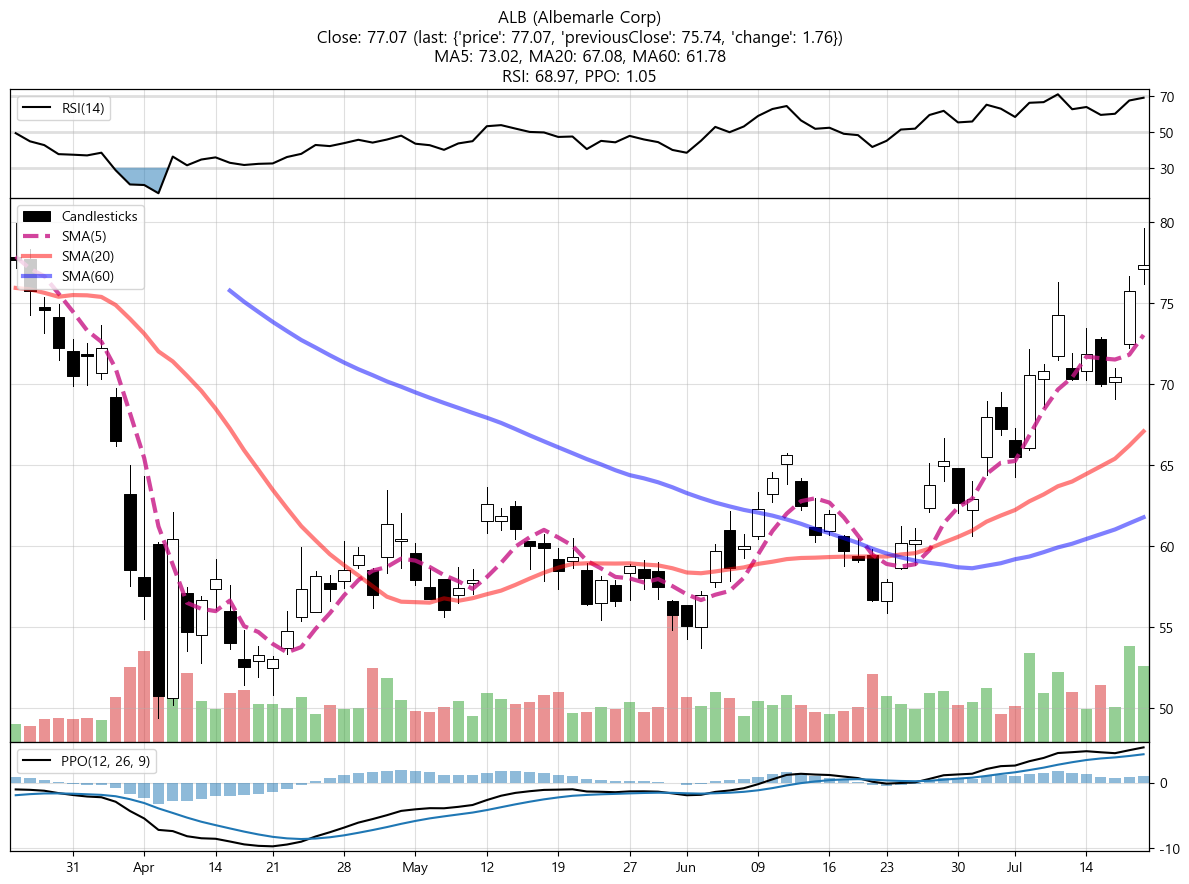 ALB (Albemarle Corp)
Close: 77.07 (last: {'price': 77.07, 'previousClose': 75.74, 'change': 1.76})
MA5: 73.02, MA20: 67.08, MA60: 61.78
RSI: 68.97, PPO: 1.05
RSI(14)
70
50
30
Candlesticks
SMA(5)
SMA(20)
SMA(60)
80
75
70
65
60
55
50
PPO(12, 26, 9)
0
-10
31 Apr 14 21 28 May 12 19 27 Jun 09 16 23 30 Jul 14